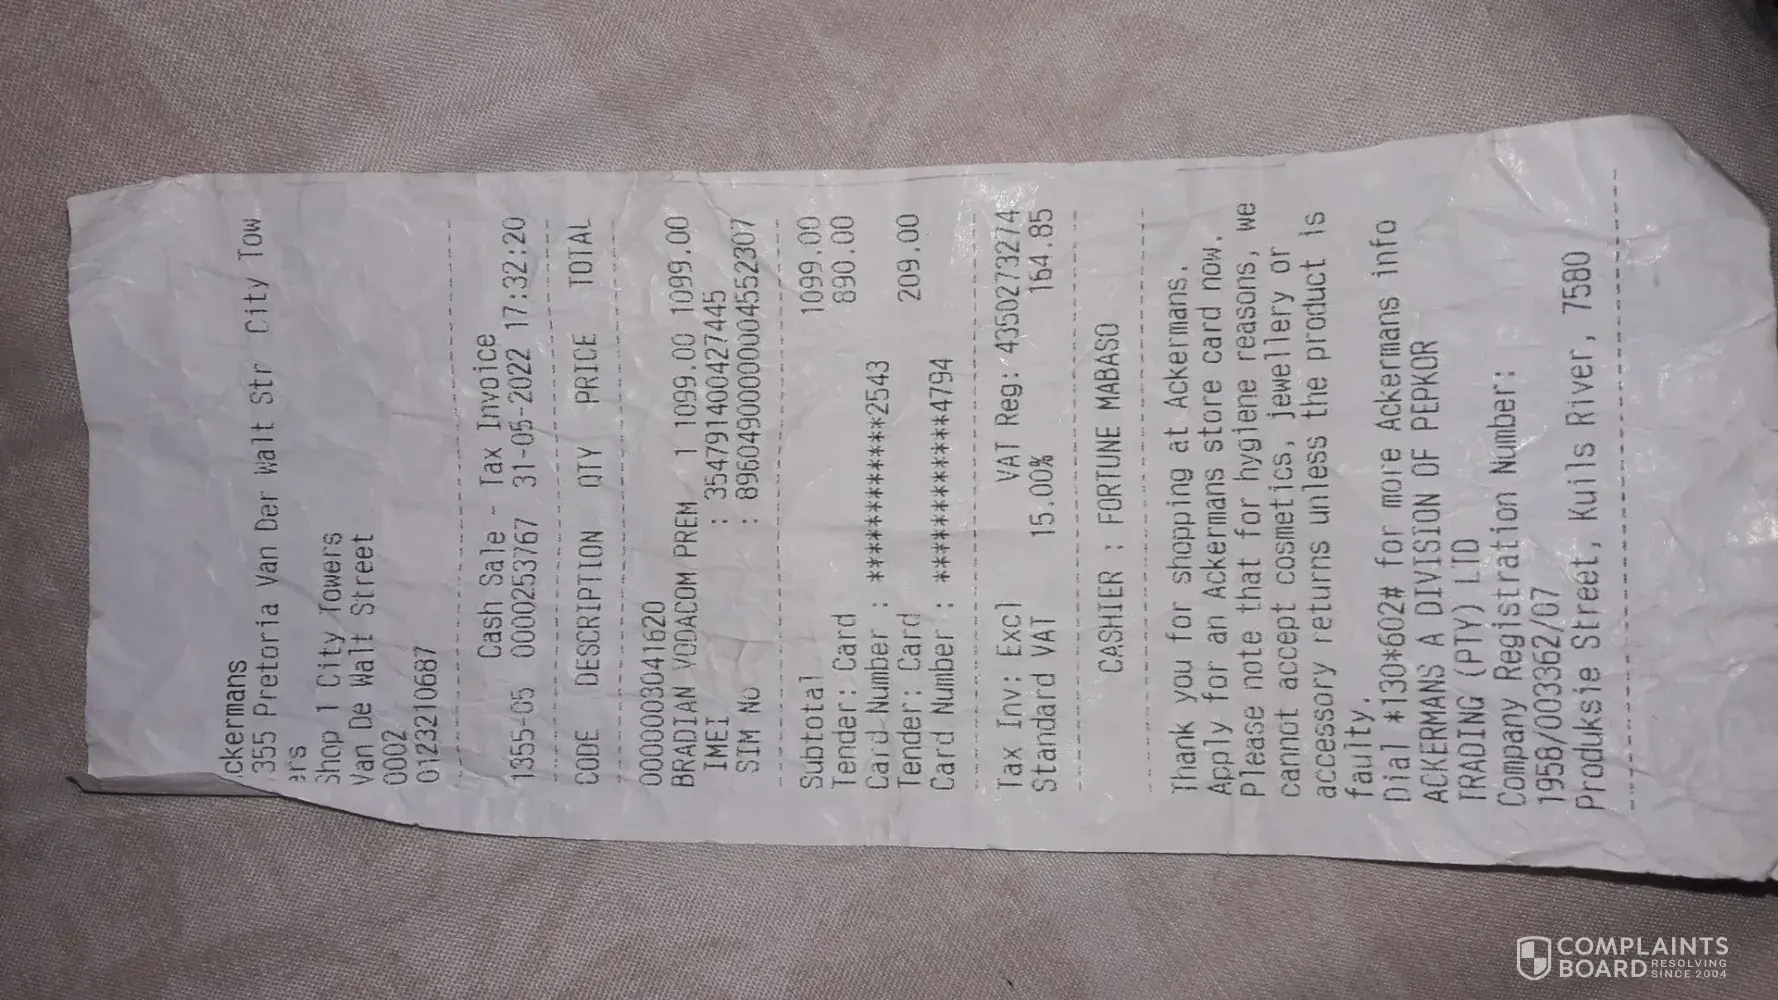 ckermans
1355 Pretoria Van Der Walt Str City Tow
ers
Shop 1 City Towers
Van De Walt Street
0002
0123210687
Cash Sale - Tax Invoice
1355-05 0000253767 31-05-2022 17:32:20
CODE DESCRIPTION QTY PRICE TOTAL
000000003041620
BRADIAN VODACOM PREM 1 1099.00 1099.00
IMEI : 354791404027445
SIM No : 89604900000004552307
Subtotal 1099.00
Tender: Card 890.00
Card Number : ************2543
Tender: Card 209.00
Card Number : ************4794
Tax Inv: Excl VAT Reg: 4350273274
Standard VAT 15.00% 164.85
CASHIER : FORTUNE MABASO
Thank you for shopping at Ackermans.
Apply for an Ackermans store card now.
Please note that for hygiene reasons, we
cannot accept cosmetics, jewellery or
accessory returns unless the product is
faulty.
Dial *130*602# for more Ackermans info
ACKERMANS A DIVISION OF PEPKOR
TRADING (PTY) LTD
Company Registration Number:
1958/003362/07
Produksie Street, Kuils River, 7580
COMPLAINTS
BOARD RESOLVING
SINCE 2004